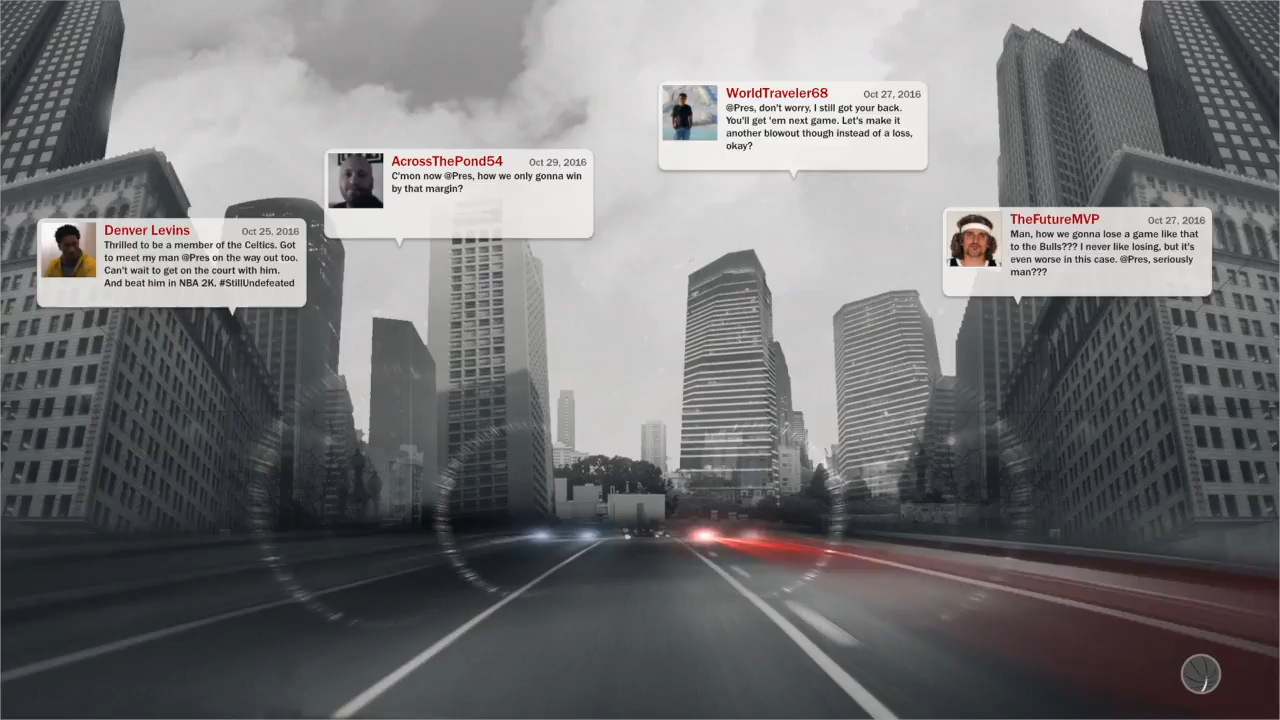 WorldTraveler68 Oct 27, 2016
@Pres, don't worry, I still got your back.
You'll get 'em next game. Let's make it
another blowout though instead of a loss,
okay?
AcrossThePond54 Oct 29, 2016
C'mon now @Pres, how we only gonna win
by that margin?
TheFutureMVP Oct 27, 2016
Man, how we gonna lose a game like that
to the Bulls??? I never like losing, but it's
even worse in this case. @Pres, seriously
man???
Denver Levins Oct 25, 2016
Thrilled to be a member of the Celtics. Got
to meet my man @Pres on the way out too.
Can't wait to get on the court with him.
And beat him in NBA 2K. #StillUndefeated